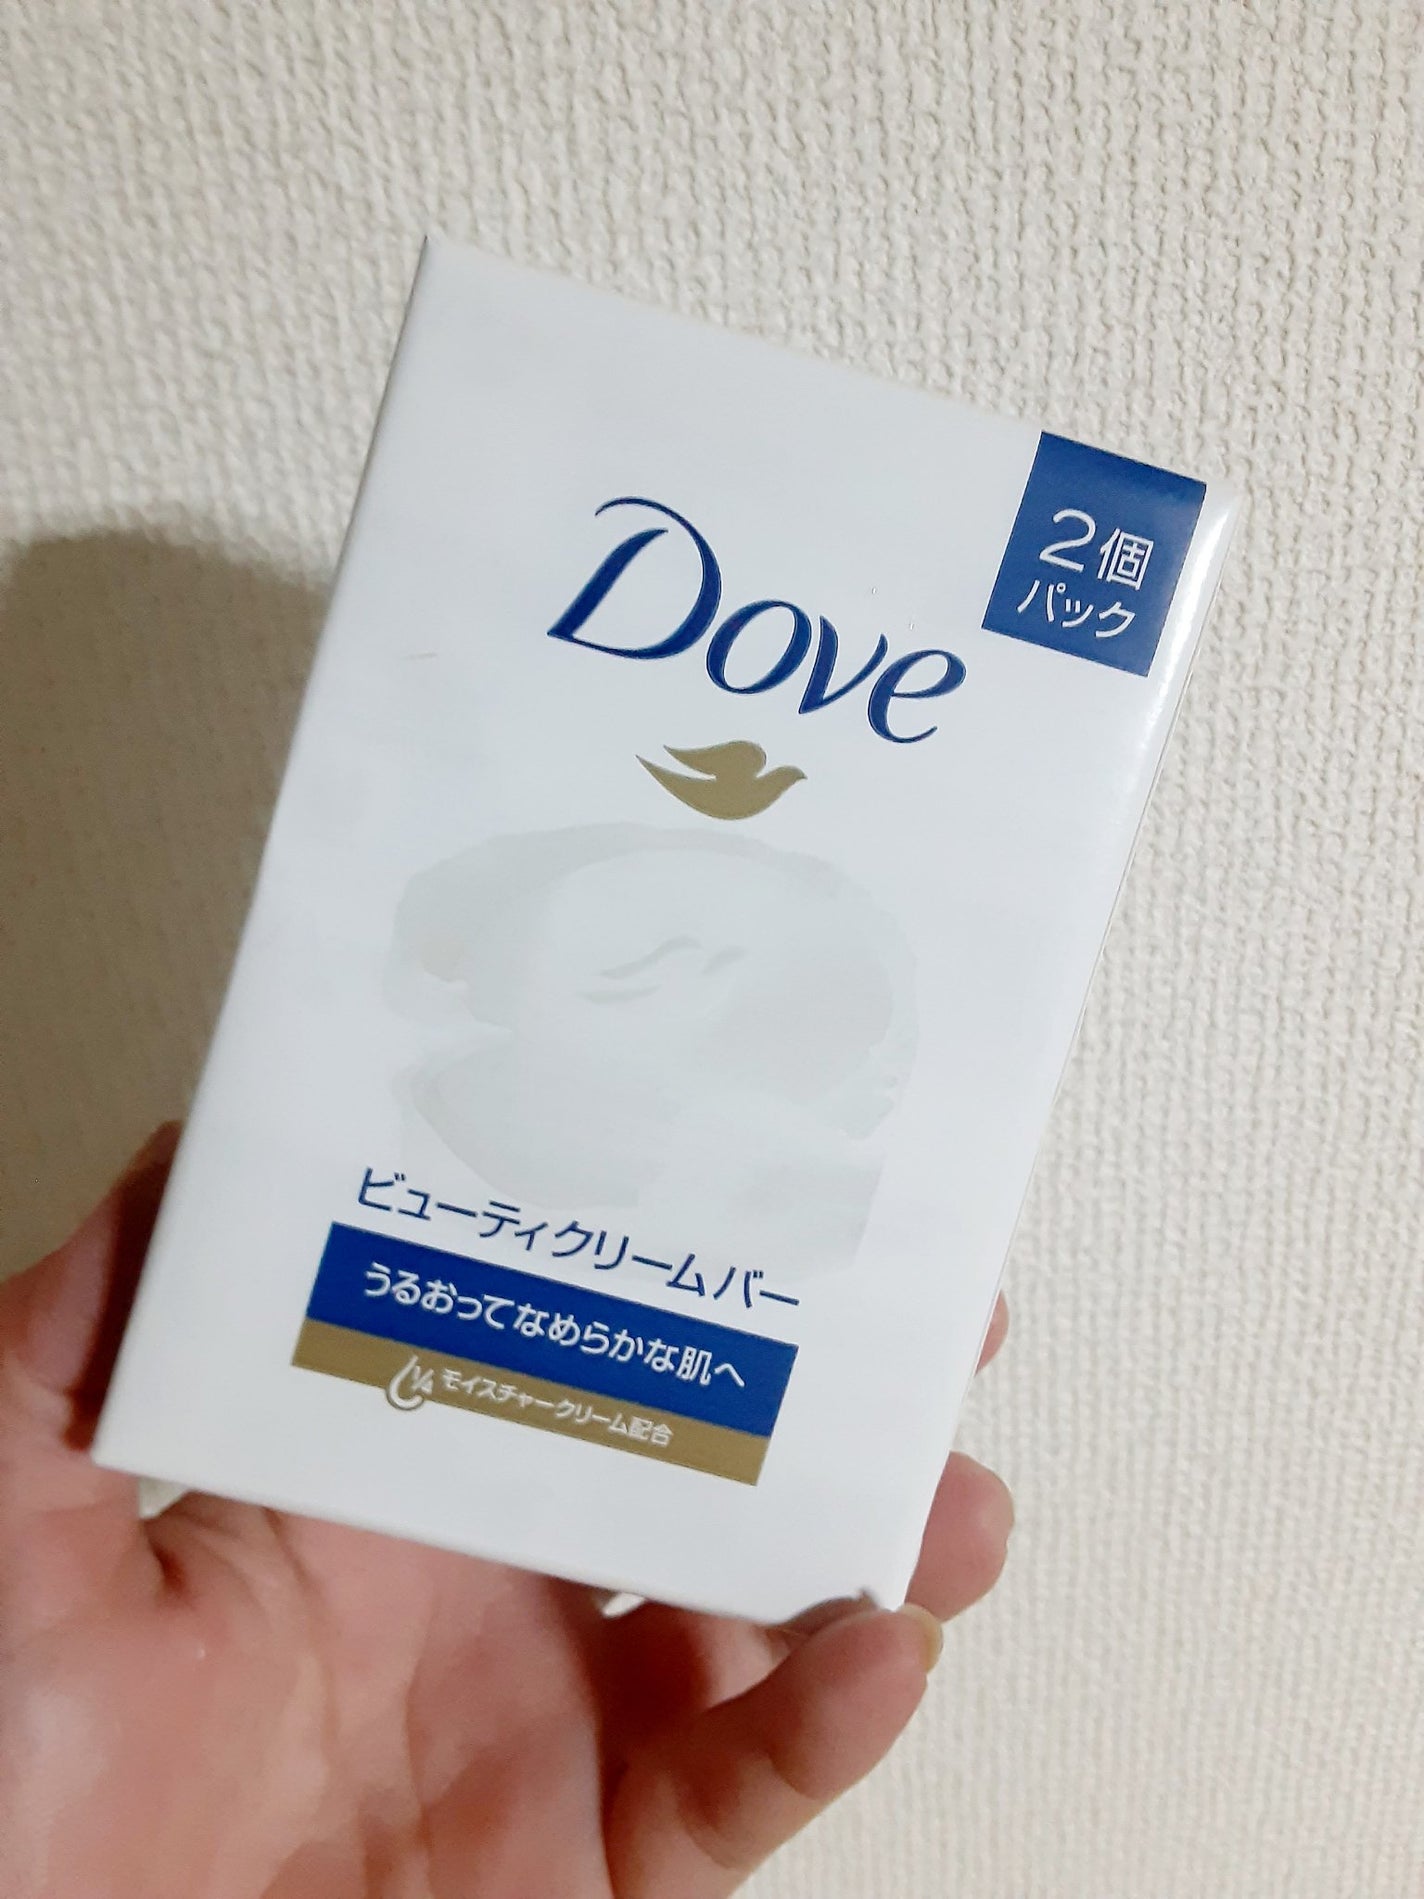 2個
パック
Dove
ビューティクリームバー
うるおってなめらかな肌へ
1/4 モイスチャークリーム配合